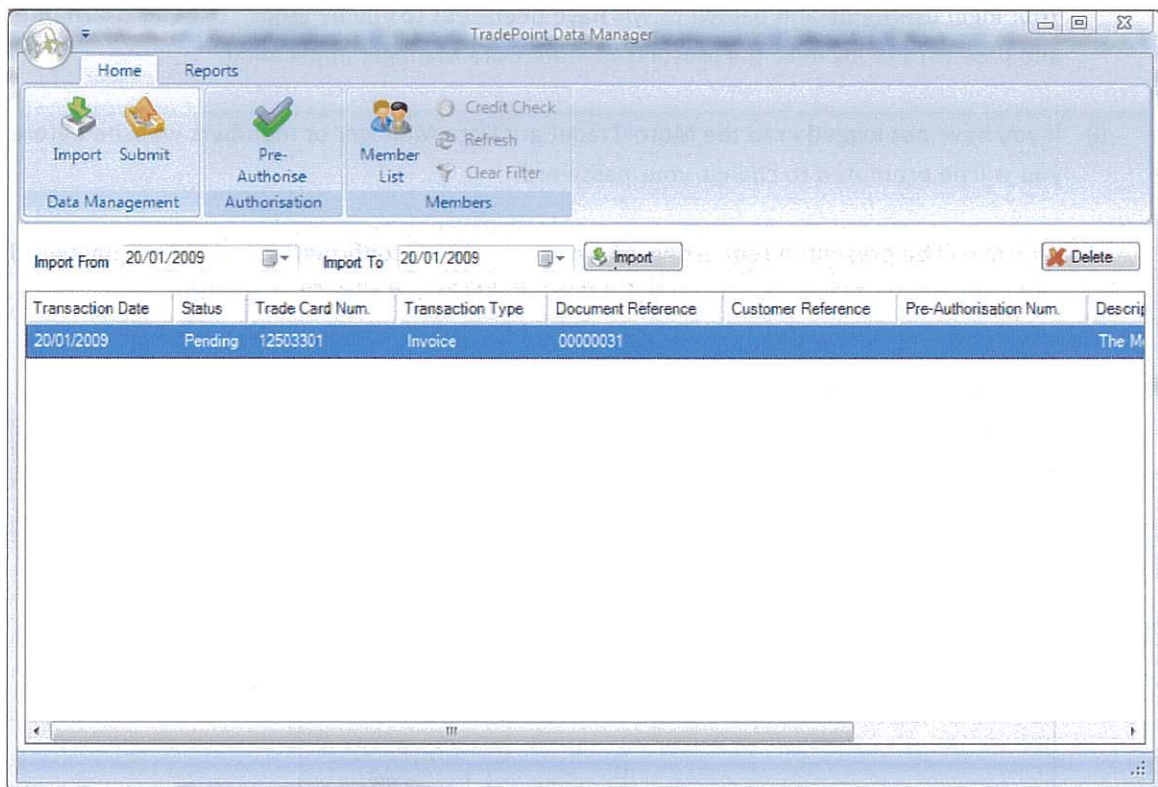 TradePoint Data Manager
Home Reports
Import Submit
Data Management
Pre-
Authorise
Authorisation
Member
List
Credit Check
Refresh
Clear Filter
Members
Import From 20/01/2009 Import To 20/01/2009 Import Delete
Transaction Date Status Trade Card Num. Transaction Type Document Reference Customer Reference Pre-Authorisation Num. Descrip
20/01/2009 Pending 12503301 Invoice 00000031 The M